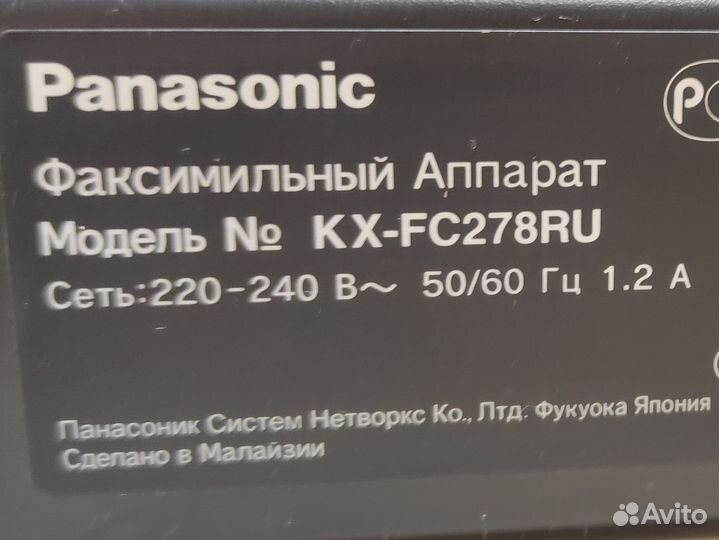 Panasonic
Факсимильный Аппарат
Модель № KX-FC278RU
Сеть:220-240 В~ 50/60 Гц 1.2 А
Панасоник Систем Нетворкс Ко., Лтд. Фукуока Япония
Сделано в Малайзии
Avito